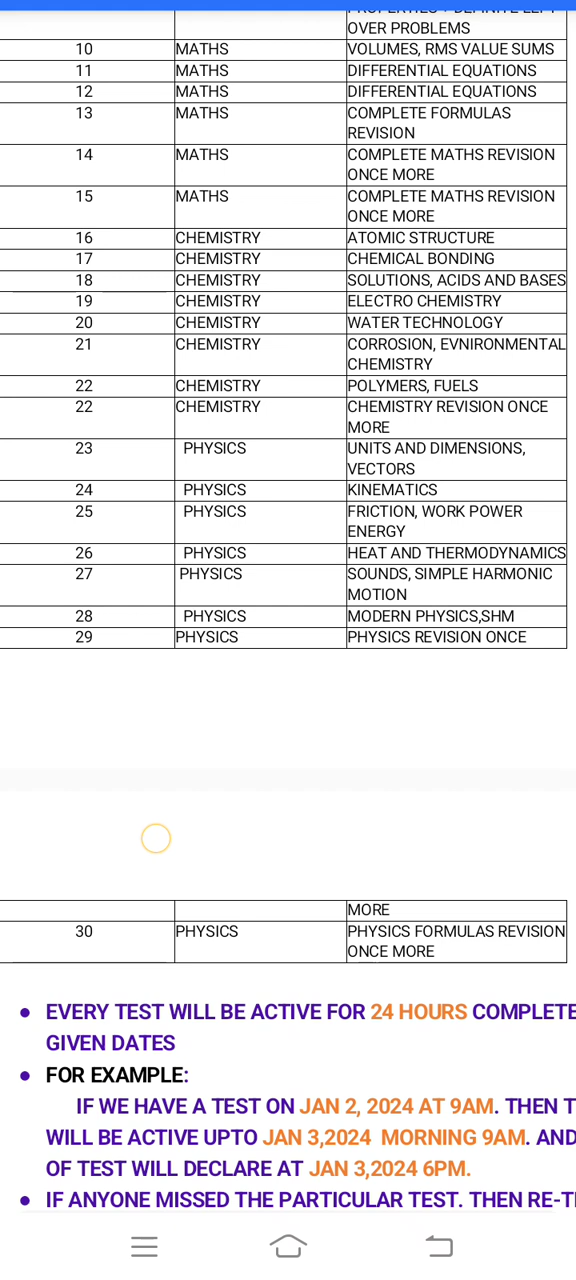 OVER PROBLEMS
10 MATHS VOLUMES, RMS VALUE SUMS
11 MATHS DIFFERENTIAL EQUATIONS
12 MATHS DIFFERENTIAL EQUATIONS
13 MATHS COMPLETE FORMULAS
REVISION
14 MATHS COMPLETE MATHS REVISION
ONCE MORE
15 MATHS COMPLETE MATHS REVISION
ONCE MORE
16 CHEMISTRY ATOMIC STRUCTURE
17 CHEMISTRY CHEMICAL BONDING
18 CHEMISTRY SOLUTIONS, ACIDS AND BASES
19 CHEMISTRY ELECTRO CHEMISTRY
20 CHEMISTRY WATER TECHNOLOGY
21 CHEMISTRY CORROSION, EVNIRONMENTAL
CHEMISTRY
22 CHEMISTRY POLYMERS, FUELS
22 CHEMISTRY CHEMISTRY REVISION ONCE
MORE
23 PHYSICS UNITS AND DIMENSIONS,
VECTORS
24 PHYSICS KINEMATICS
25 PHYSICS FRICTION, WORK POWER
ENERGY
26 PHYSICS HEAT AND THERMODYNAMICS
27 PHYSICS SOUNDS, SIMPLE HARMONIC
MOTION
28 PHYSICS MODERN PHYSICS,SHM
29 PHYSICS PHYSICS REVISION ONCE
MORE
30 PHYSICS PHYSICS FORMULAS REVISION
ONCE MORE
• EVERY TEST WILL BE ACTIVE FOR 24 HOURS COMPLETE
GIVEN DATES
• FOR EXAMPLE:
IF WE HAVE A TEST ON JAN 2, 2024 AT 9AM. THEN T
WILL BE ACTIVE UPTO JAN 3,2024 MORNING 9AM. AND
OF TEST WILL DECLARE AT JAN 3,2024 6PM.
• IF ANYONE MISSED THE PARTICULAR TEST. THEN RE-T